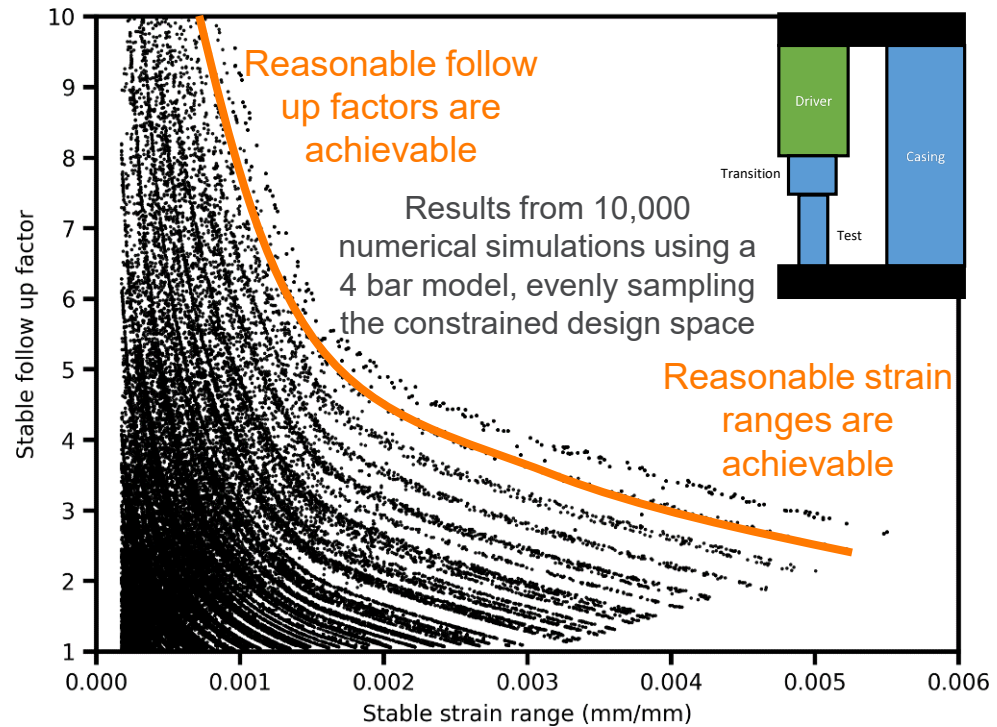 10
9
8
7
6
5
4
3
2
1
Stable follow up factor
0.000
0.001
0.002
0.003
0.004
0.005
0.006
Stable strain range (mm/mm)
Reasonable follow
up factors are
achievable
Results from 10,000
numerical simulations using a
4 bar model, evenly sampling
the constrained design space
Reasonable strain
ranges are
achievable
Driver
Transition
Test
Casing